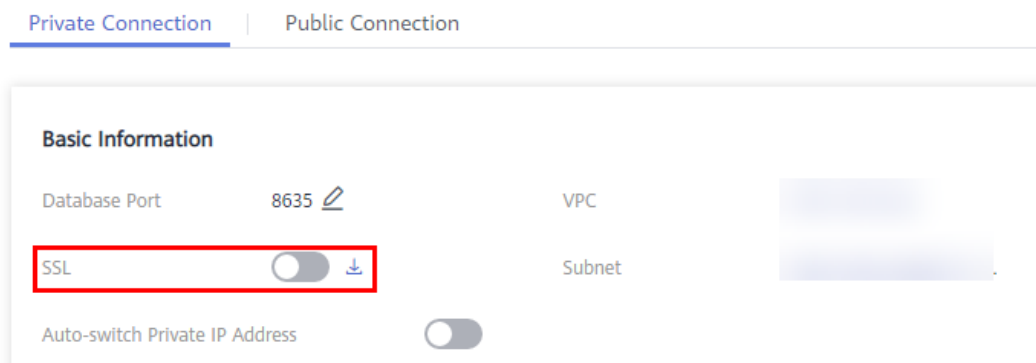 Private Connection Public Connection
Basic Information
Database Port 8635 VPC
SSL Subnet
Auto-switch Private IP Address